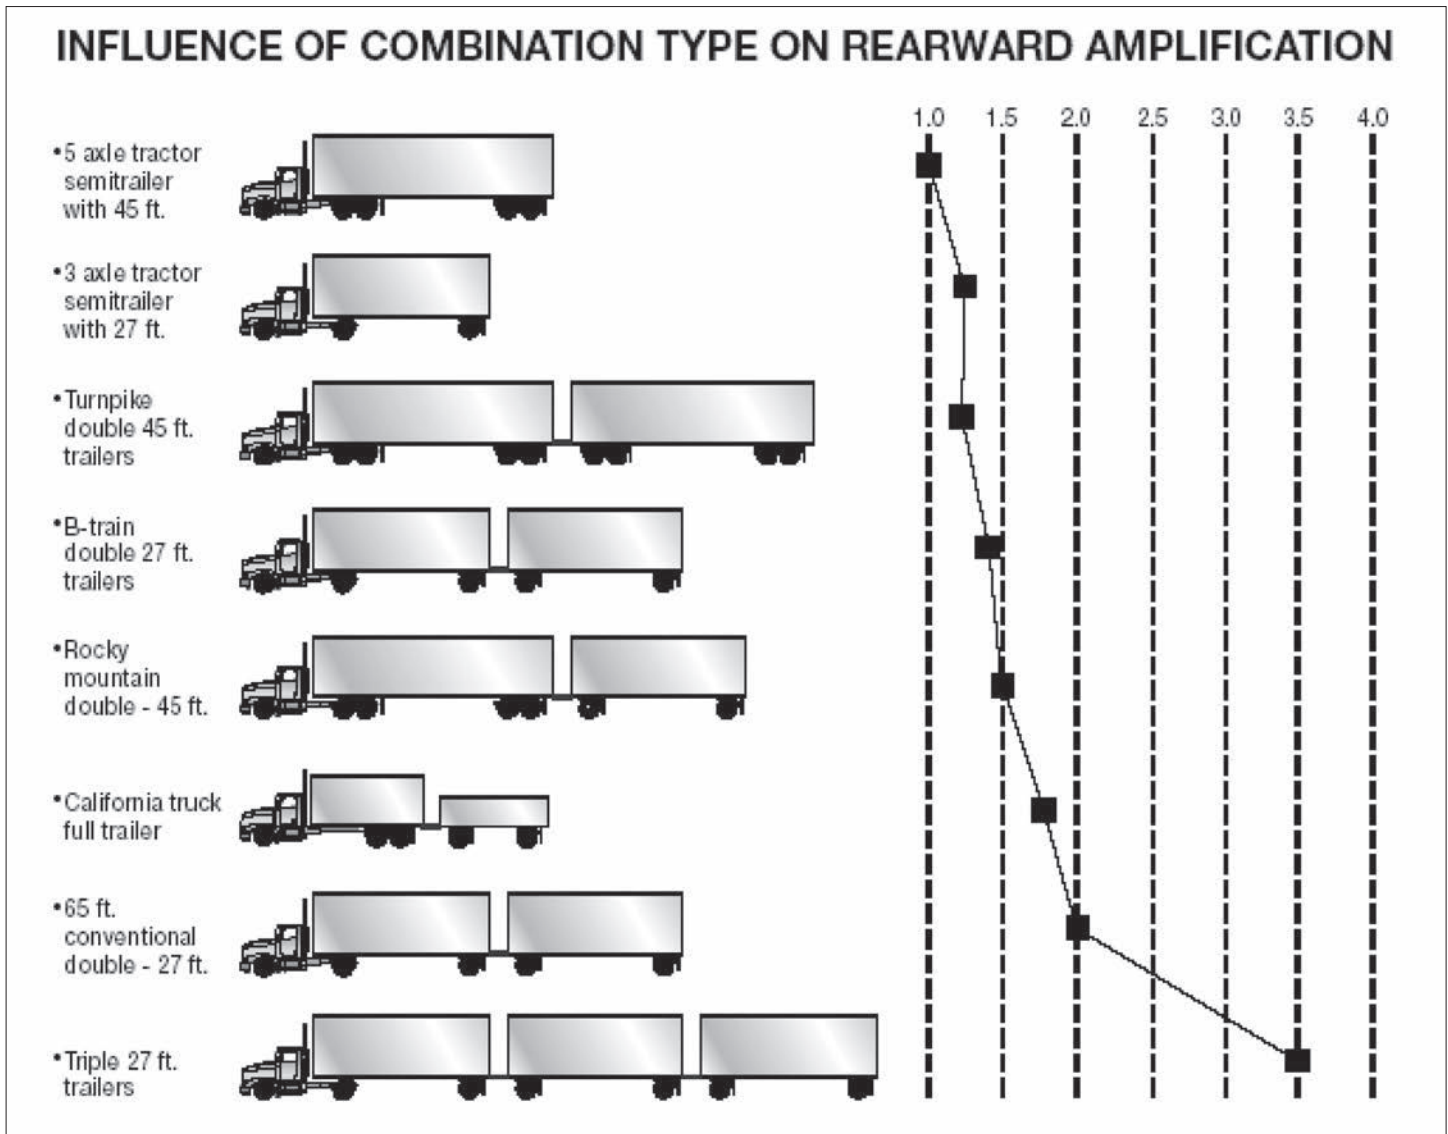 INFLUENCE OF COMBINATION TYPE ON REARWARD AMPLIFICATION
1.0 1.5 2.0 2.5 3.0 3.5 4.0
•5 axle tractor
semitrailer
with 45 ft.
•3 axle tractor
semitrailer
with 27 ft.
•Turnpike
double 45 ft.
trailers
•B-train
double 27 ft.
trailers
•Rocky
mountain
double - 45 ft.
•California truck
full trailer
•65 ft.
conventional
double - 27 ft.
•Triple 27 ft.
trailers